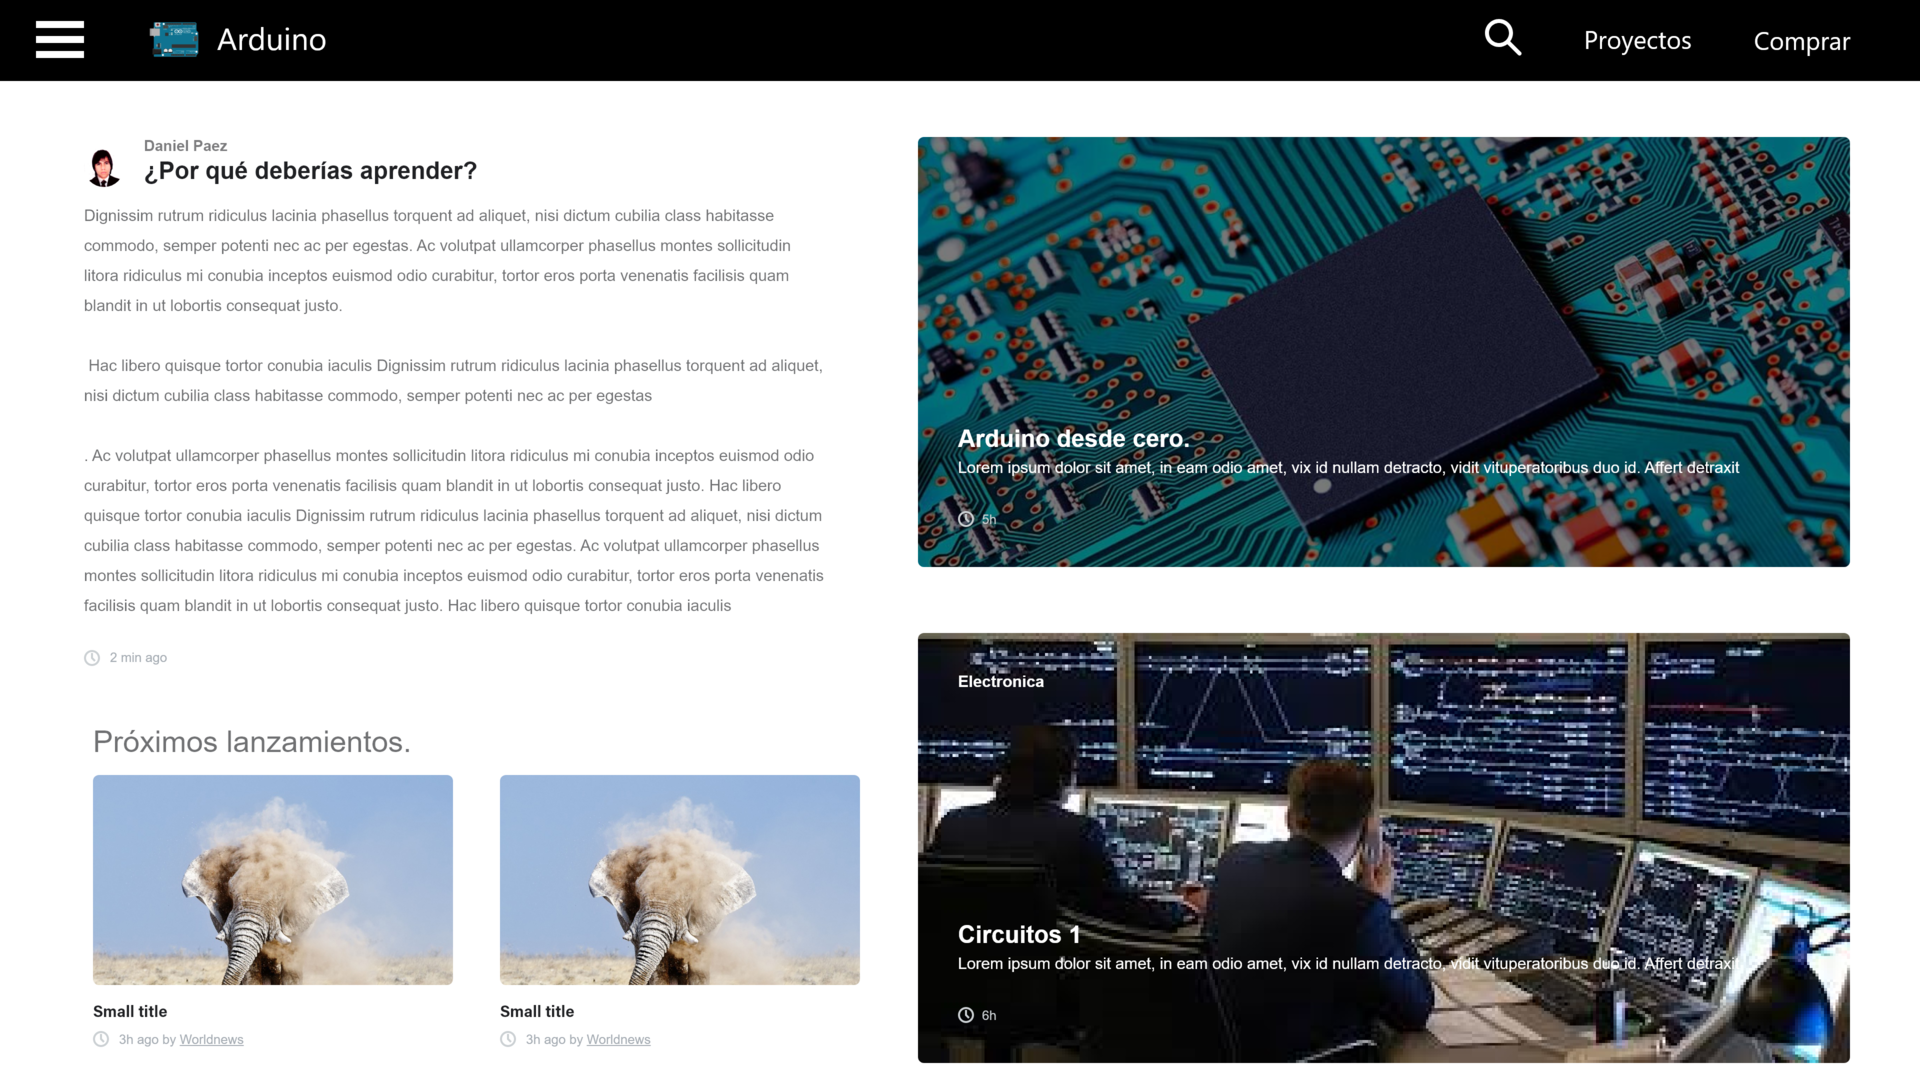 Arduino
Proyectos
Comprar
Daniel Paez
¿Por qué deberías aprender?
Dignissim rutrum ridiculus lacinia phasellus torquent ad aliquet, nisi dictum cubilia class habitasse
commodo, semper potenti nec ac per egestas. Ac volutpat ullamcorper phasellus montes sollicitudin
litora ridiculus mi conubia inceptos euismod odio curabitur, tortor eros porta venenatis facilisis quam
blandit in ut lobortis consequat justo.
Hac libero quisque tortor conubia iaculis Dignissim rutrum ridiculus lacinia phasellus torquent ad aliquet,
nisi dictum cubilia class habitasse commodo, semper potenti nec ac per egestas
. Ac volutpat ullamcorper phasellus montes sollicitudin litora ridiculus mi conubia inceptos euismod odio
curabitur, tortor eros porta venenatis facilisis quam blandit in ut lobortis consequat justo. Hac libero
quisque tortor conubia iaculis Dignissim rutrum ridiculus lacinia phasellus torquent ad aliquet, nisi dictum
cubilia class habitasse commodo, semper potenti nec ac per egestas. Ac volutpat ullamcorper phasellus
montes sollicitudin litora ridiculus mi conubia inceptos euismod odio curabitur, tortor eros porta venenatis
facilisis quam blandit in ut lobortis consequat justo. Hac libero quisque tortor conubia iaculis
2 min ago
Próximos lanzamientos.
Small title
3h ago by Worldnews
Small title
3h ago by Worldnews
Arduino desde cero.
Lorem ipsum dolor sit amet, in eam odio amet, vix id nullam detracto, vidit vituperatoribus duo id. Affert detraxit
5h
Electronica
Circuitos 1
Lorem ipsum dolor sit amet, in eam odio amet, vix id nullam detracto, vidit vituperatoribus duo id. Affert detraxit
6h